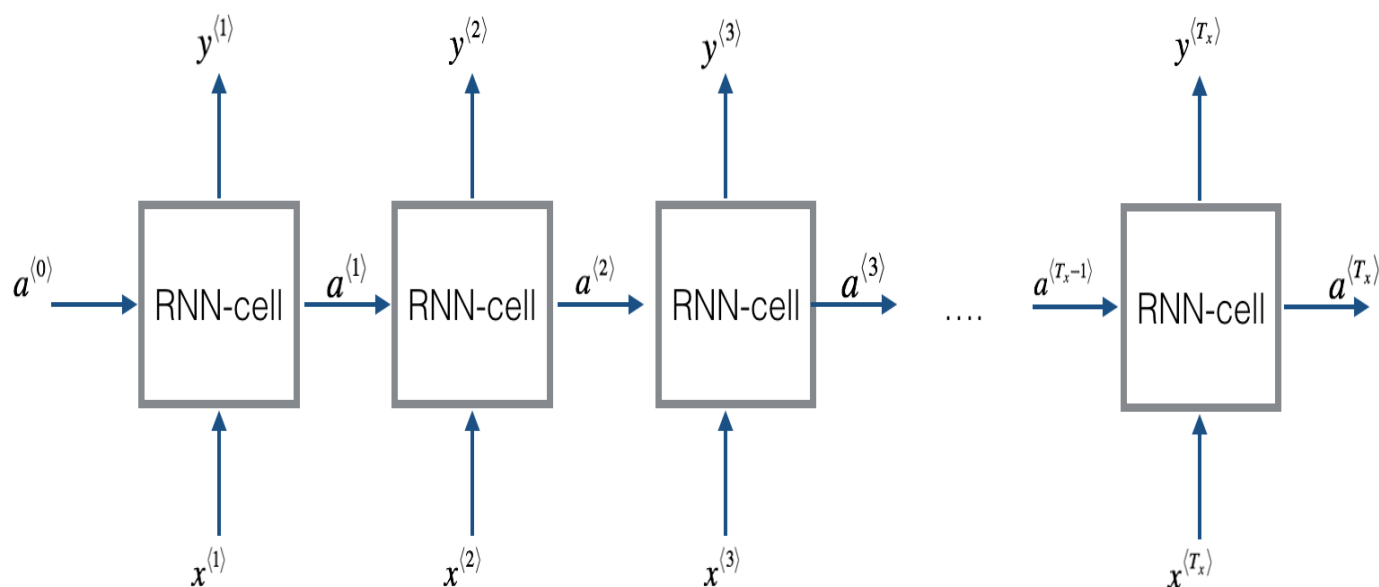 y⟨1⟩ y⟨2⟩ y⟨3⟩ y⟨Tx⟩
a⟨0⟩ RNN-cell a⟨1⟩ RNN-cell a⟨2⟩ RNN-cell a⟨3⟩ .... a⟨Tx−1⟩ RNN-cell a⟨Tx⟩
x⟨1⟩ x⟨2⟩ x⟨3⟩ x⟨Tx⟩